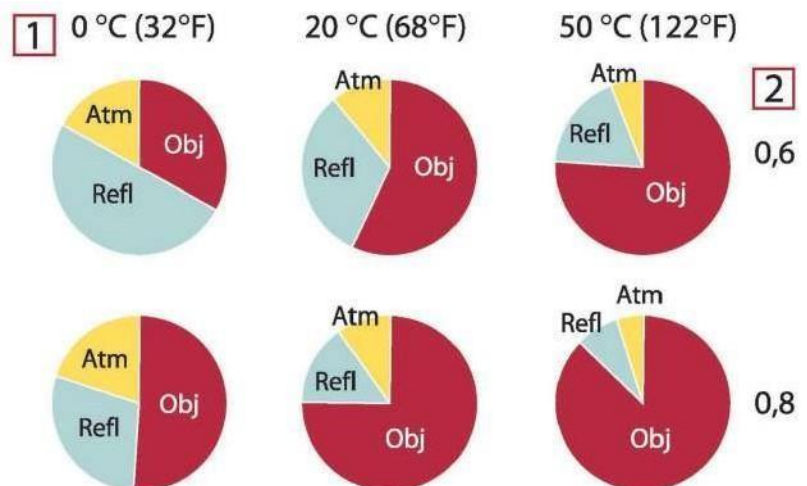 1 0 °C (32°F) 20 °C (68°F) 50 °C (122°F)
2
Atm Obj Refl
Atm Refl Obj
Atm Refl Obj
0,6
Atm Obj Refl
Atm Refl Obj
Atm Refl Obj
0,8